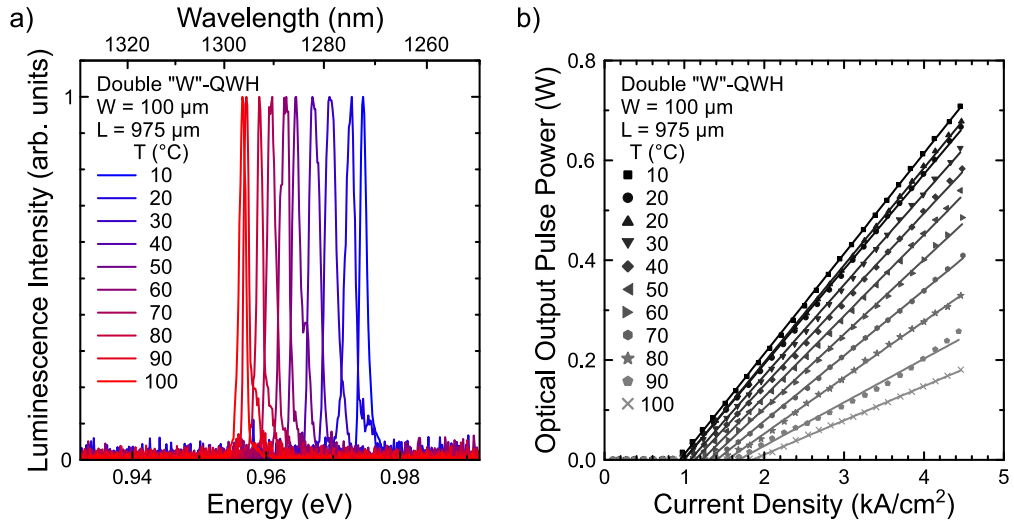 a)
Wavelength (nm)
1320 1300 1280 1260
Luminescence Intensity (arb. units)
1
0
Double "W"-QWH
W = 100 µm
L = 975 µm
T (°C)
10
20
30
40
50
60
70
80
90
100
0.94 0.96 0.98
Energy (eV)
b)
Optical Output Pulse Power (W)
0.8
0.6
0.4
0.2
0.0
Double "W"-QWH
W = 100 µm
L = 975 µm
T (°C)
10
20
20
30
40
50
60
70
80
90
100
0 1 2 3 4 5
Current Density (kA/cm²)